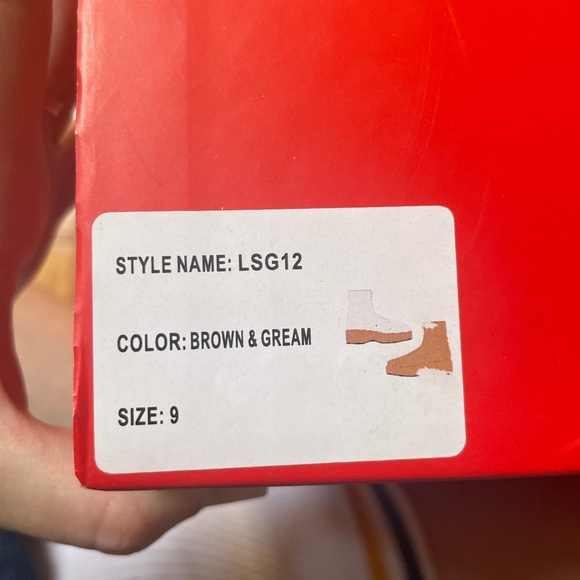 STYLE NAME: LSG12
COLOR: BROWN & GREAM
SIZE: 9